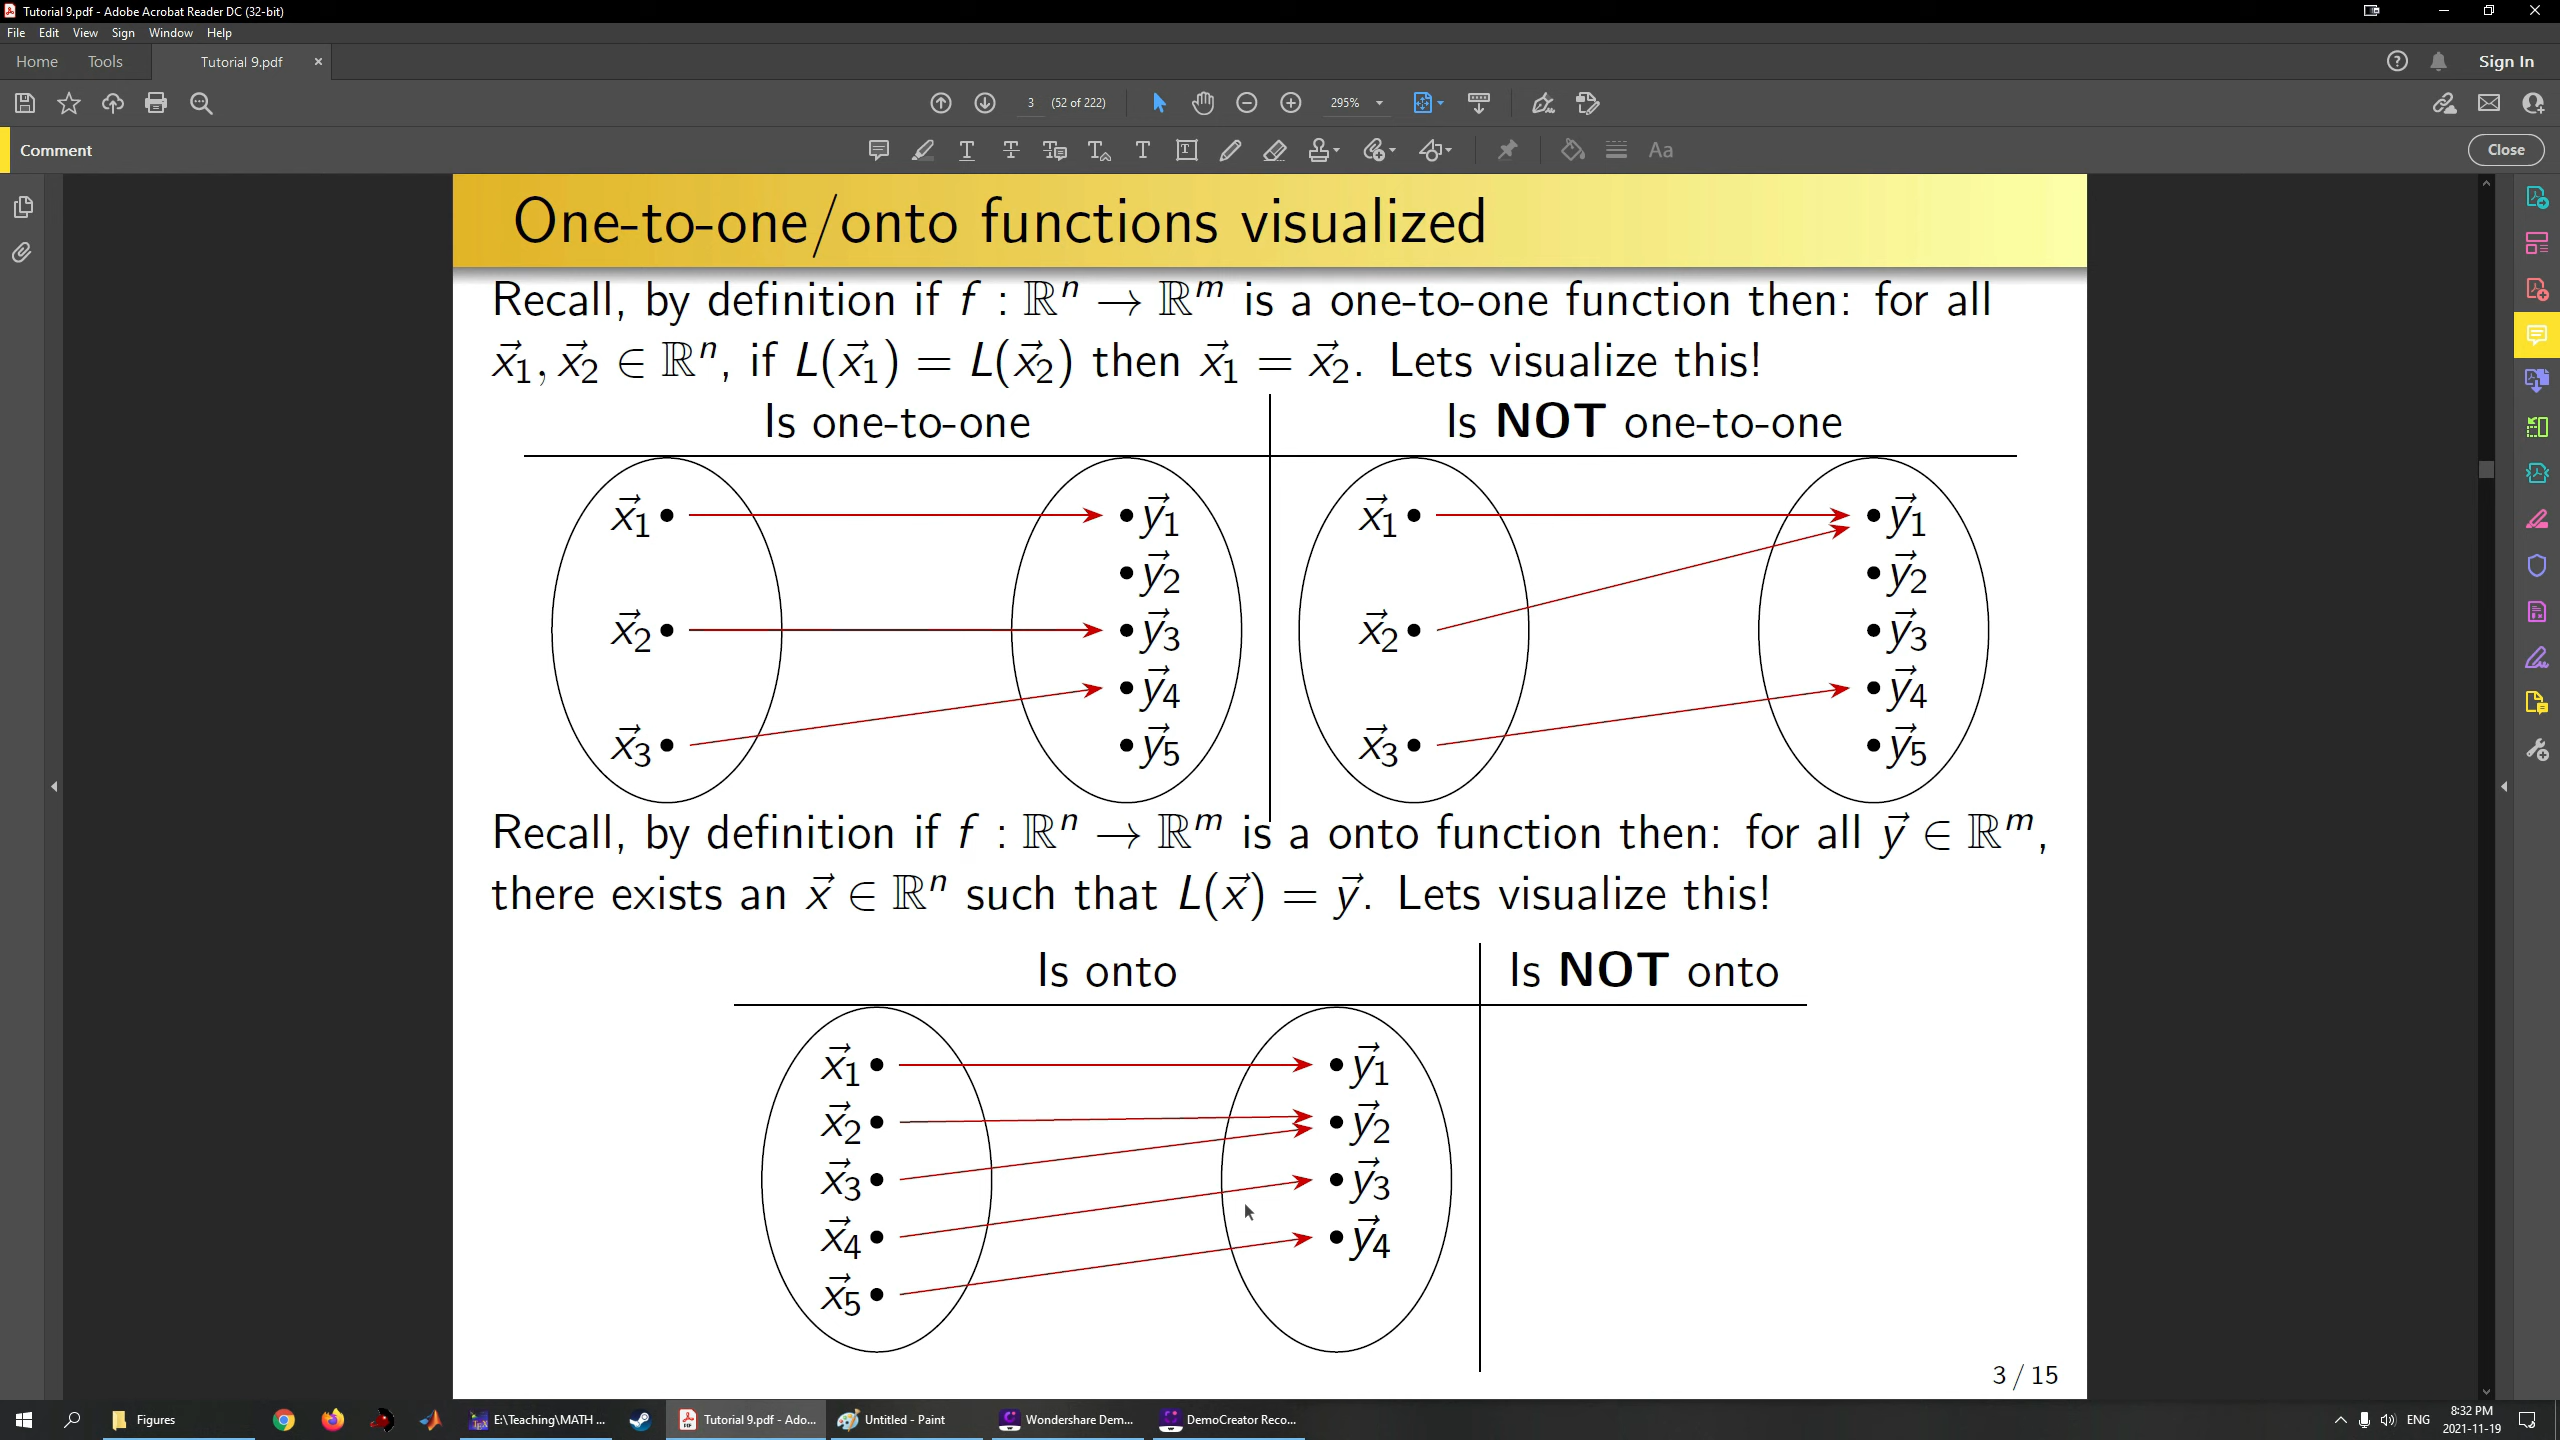 Tutorial 9.pdf - Adobe Acrobat Reader DC (32-bit)
File Edit View Sign Window Help
Home Tools Tutorial 9.pdf × Sign In
3 (52 of 222) 295%
Comment Close
One-to-one/onto functions visualized
Recall, by definition if f : ℝⁿ → ℝᵐ is a one-to-one function then: for all
x⃗₁, x⃗₂ ∈ ℝⁿ, if L(x⃗₁) = L(x⃗₂) then x⃗₁ = x⃗₂. Lets visualize this!
Is one-to-one Is NOT one-to-one
x⃗₁ y⃗₁ x⃗₁ y⃗₁
y⃗₂ y⃗₂
x⃗₂ y⃗₃ x⃗₂ y⃗₃
y⃗₄ y⃗₄
x⃗₃ y⃗₅ x⃗₃ y⃗₅
Recall, by definition if f : ℝⁿ → ℝᵐ is a onto function then: for all y⃗ ∈ ℝᵐ,
there exists an x⃗ ∈ ℝⁿ such that L(x⃗) = y⃗. Lets visualize this!
Is onto Is NOT onto
x⃗₁ y⃗₁
x⃗₂ y⃗₂
x⃗₃ y⃗₃
x⃗₄ y⃗₄
x⃗₅
3 / 15
Figures E:\Teaching\MATH ... Tutorial 9.pdf - Ado... Untitled - Paint Wondershare Dem... DemoCreator Reco... ENG 8:32 PM
2021-11-19